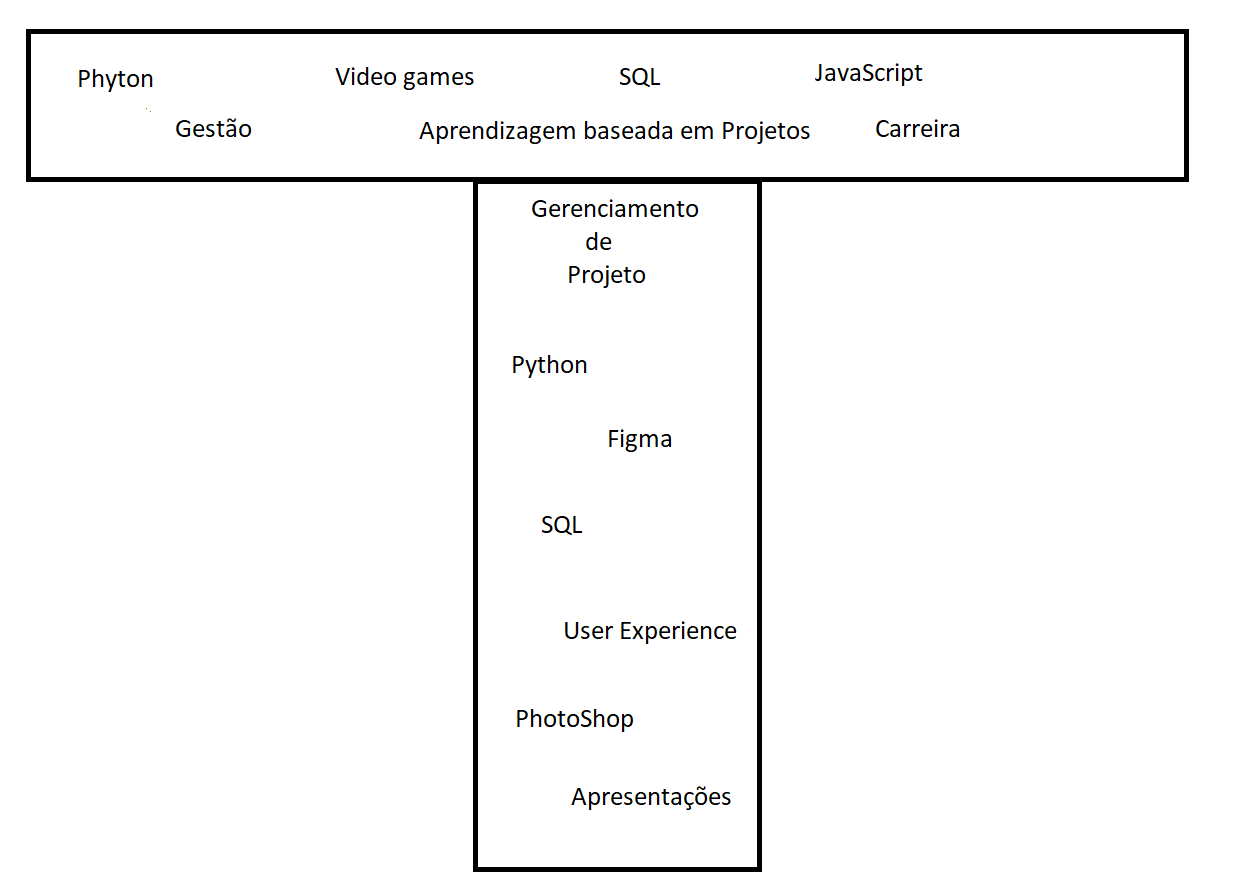 Phyton Video games SQL JavaScript
Gestão Aprendizagem baseada em Projetos Carreira
Gerenciamento
de
Projeto
Python
Figma
SQL
User Experience
PhotoShop
Apresentações